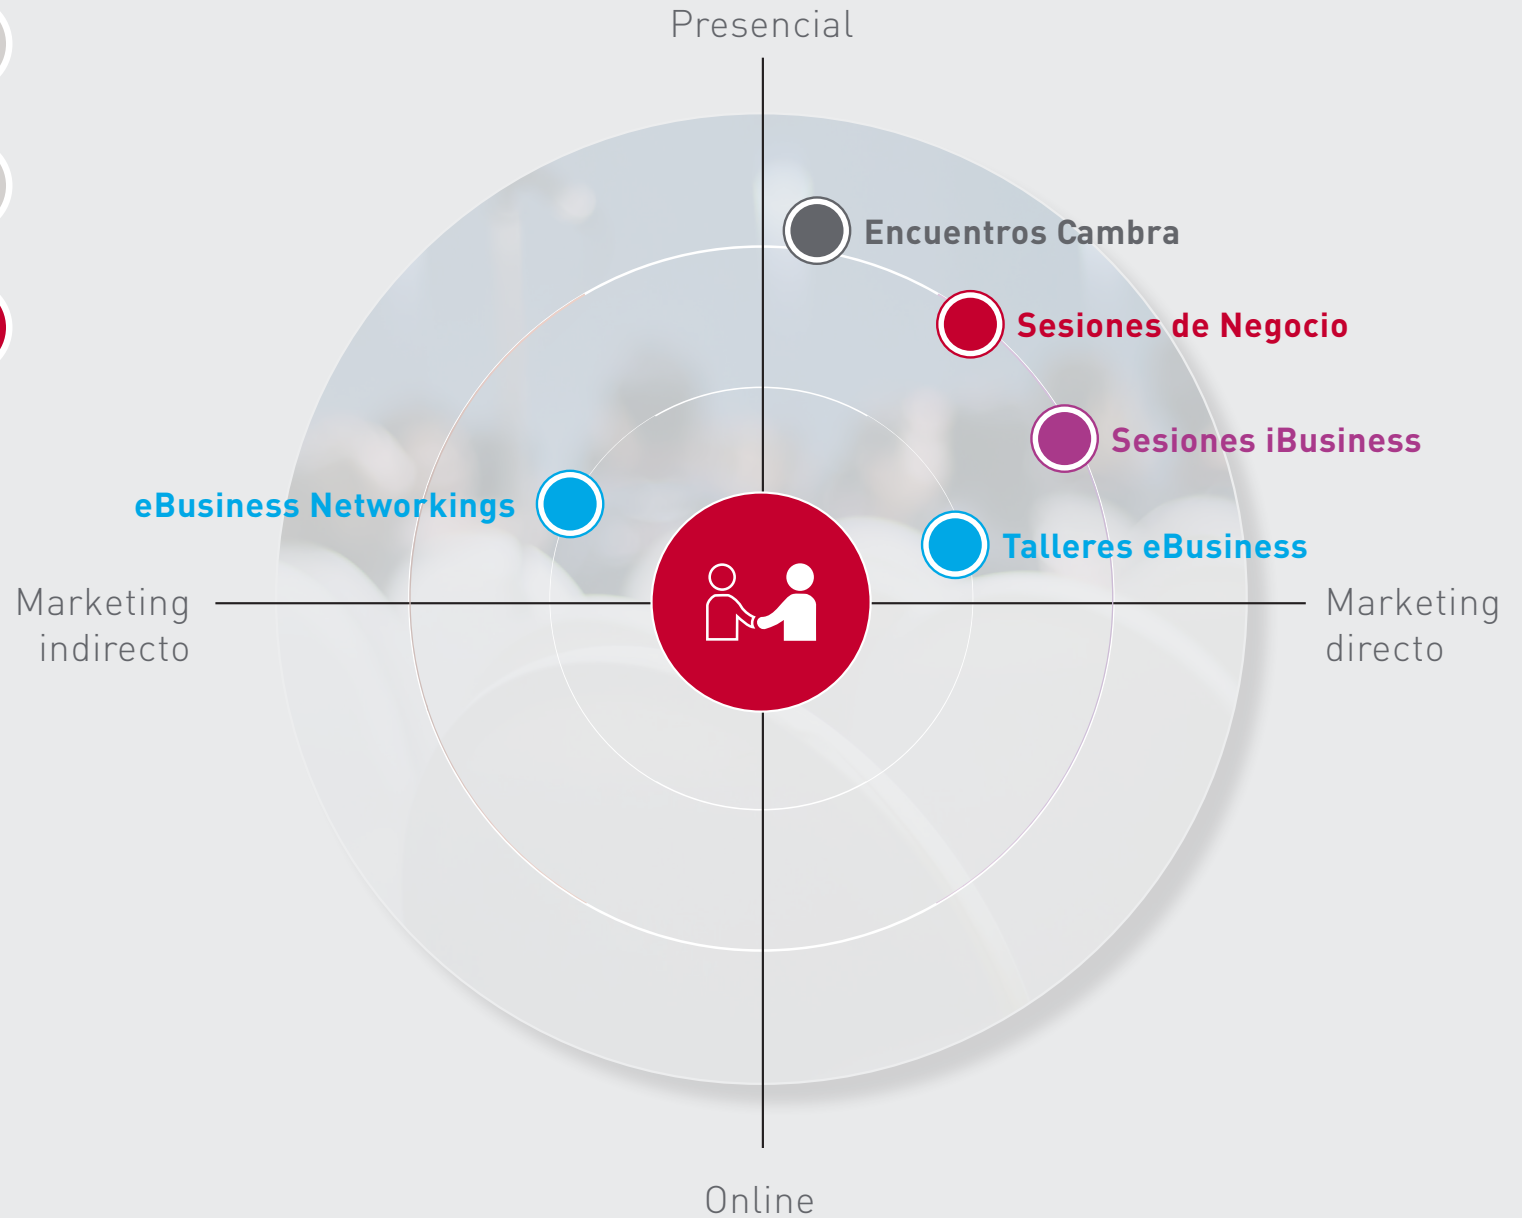 Presencial
Encuentros Cambra
Sesiones de Negocio
Sesiones iBusiness
eBusiness Networkings
Talleres eBusiness
Marketing
indirecto
Marketing
directo
Online